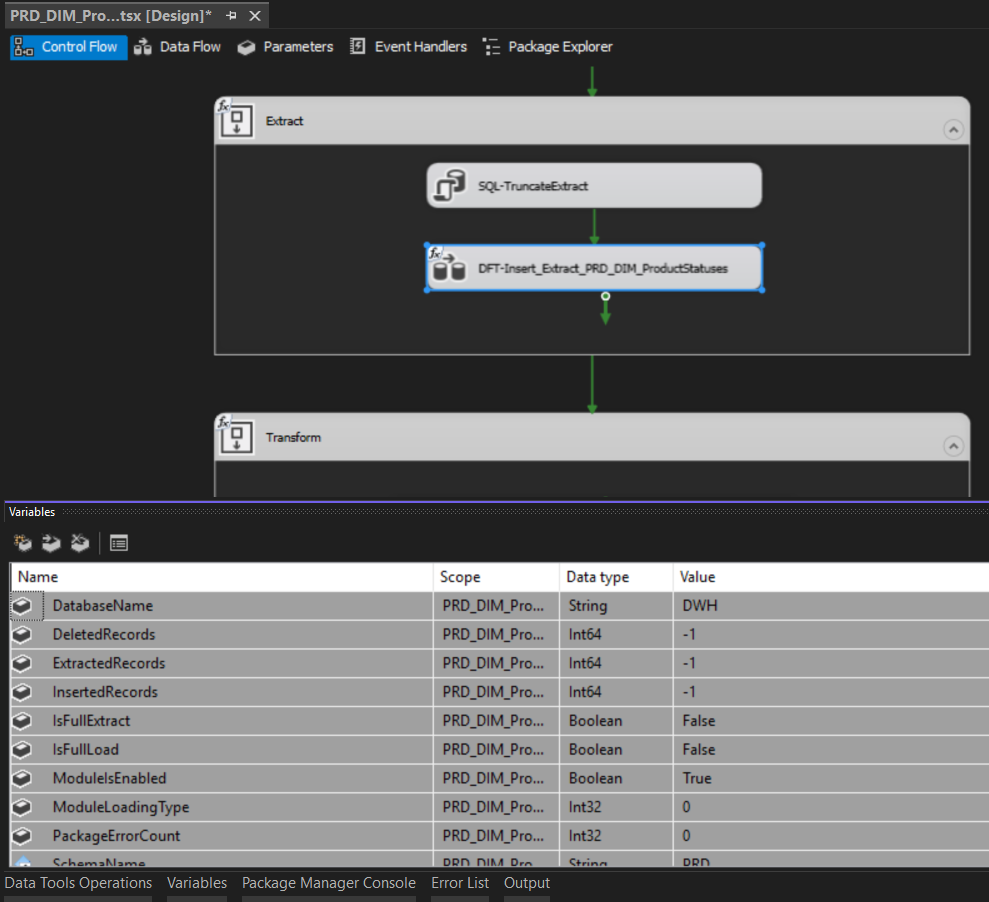 PRD_DIM_Pro...tsx [Design]*
Control Flow Data Flow Parameters Event Handlers Package Explorer
fx
Extract
SQL-TruncateExtract
fx
DFT-Insert_Extract_PRD_DIM_ProductStatuses
fx
Transform
Variables
Name Scope Data type Value
DatabaseName PRD_DIM_Pro... String DWH
DeletedRecords PRD_DIM_Pro... Int64 -1
ExtractedRecords PRD_DIM_Pro... Int64 -1
InsertedRecords PRD_DIM_Pro... Int64 -1
IsFullExtract PRD_DIM_Pro... Boolean False
IsFullLoad PRD_DIM_Pro... Boolean False
ModuleIsEnabled PRD_DIM_Pro... Boolean True
ModuleLoadingType PRD_DIM_Pro... Int32 0
PackageErrorCount PRD_DIM_Pro... Int32 0
SchemaName PRD_DIM_Pro... String PRD
Data Tools Operations Variables Package Manager Console Error List Output